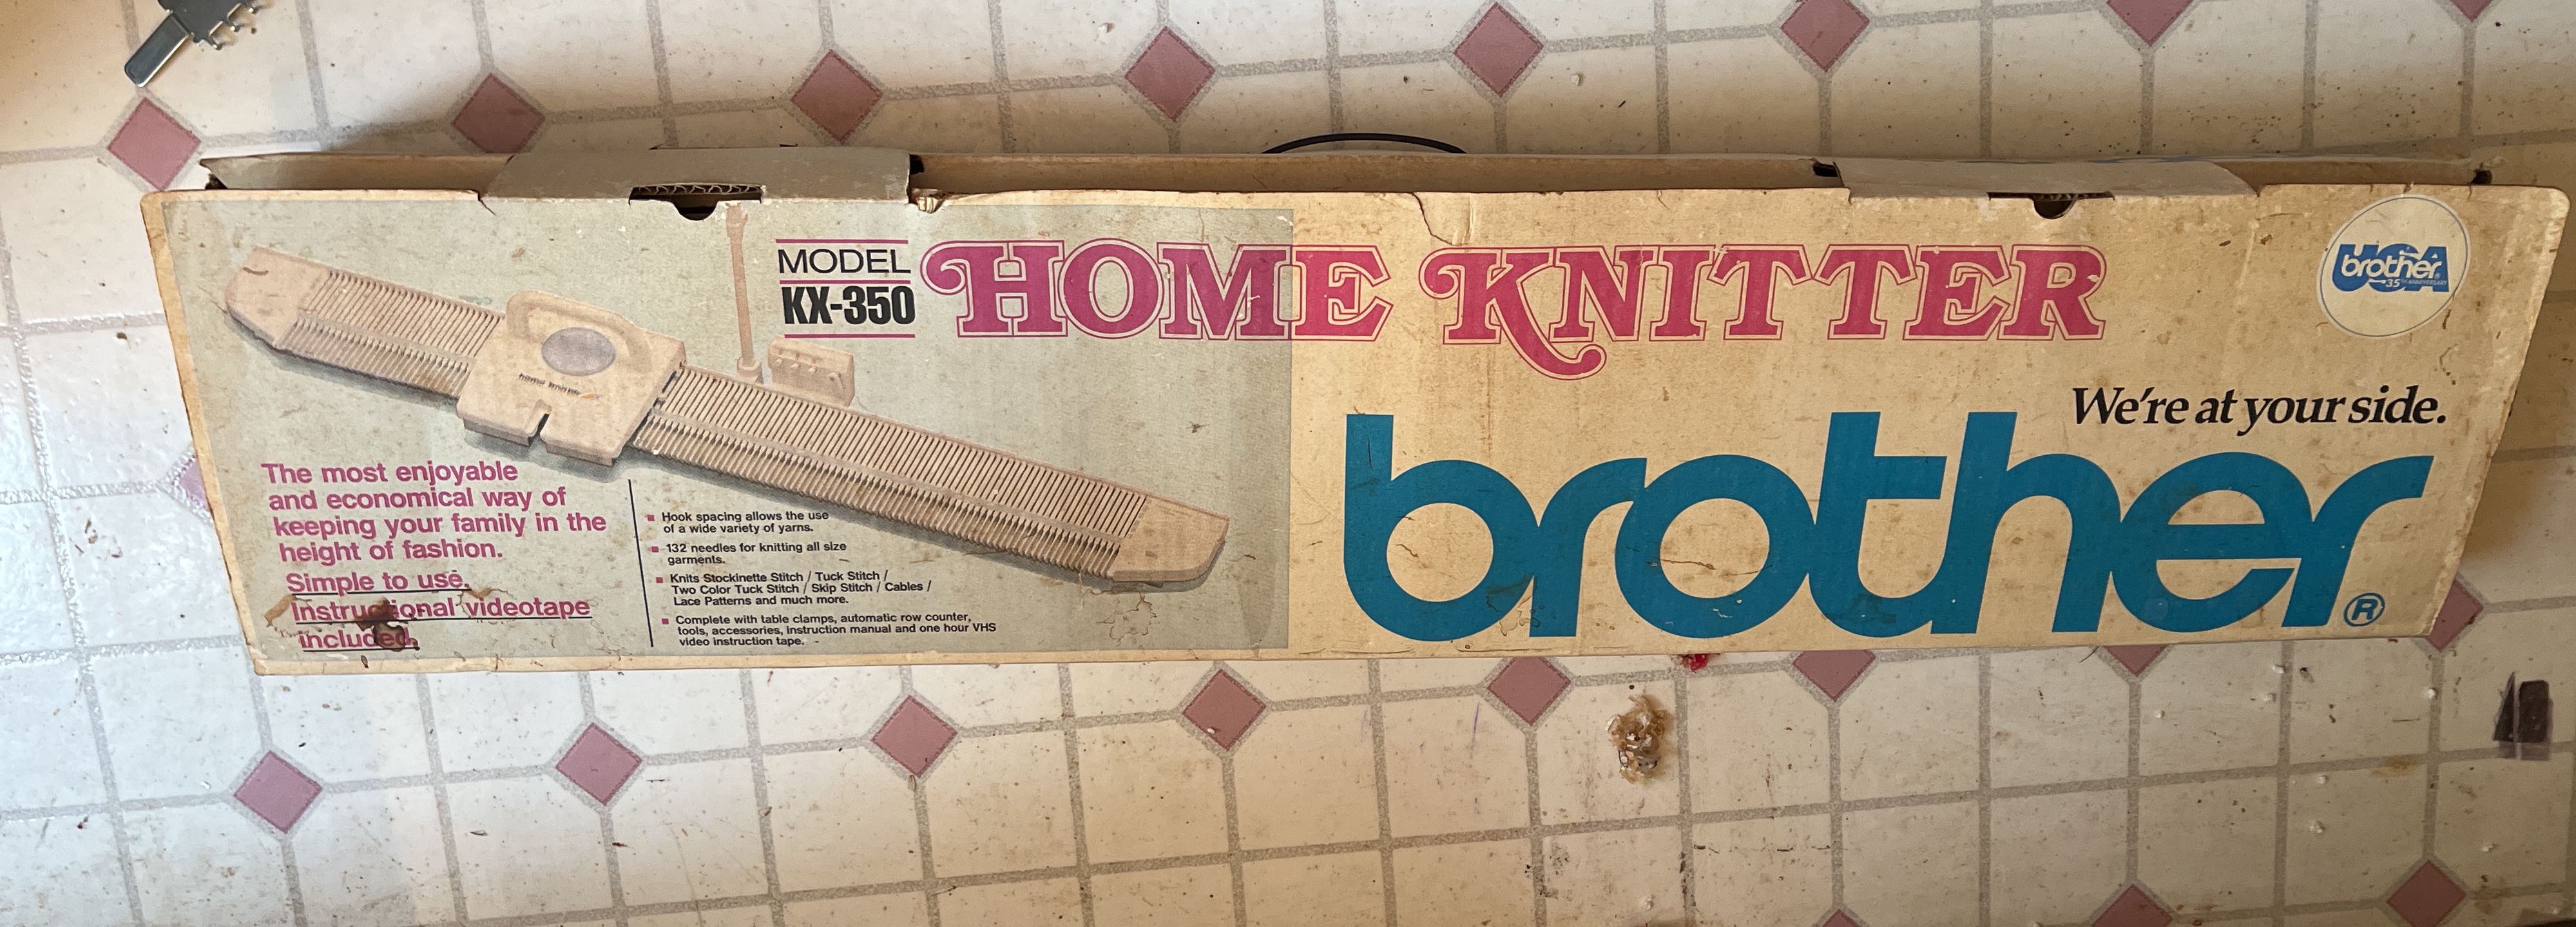 MODEL
KX-350
HOME KNITTER
USA
brother
35TH ANNIVERSARY
We're at your side.
brother®
The most enjoyable
and economical way of
keeping your family in the
height of fashion.
Simple to use.
Instructional videotape
included.
■ Hook spacing allows the use
of a wide variety of yarns.
■ 132 needles for knitting all size
garments.
■ Knits Stockinette Stitch / Tuck Stitch /
Two Color Tuck Stitch / Skip Stitch / Cables /
Lace Patterns and much more.
■ Complete with table clamps, automatic row counter,
tools, accessories, instruction manual and one hour VHS
video instruction tape.